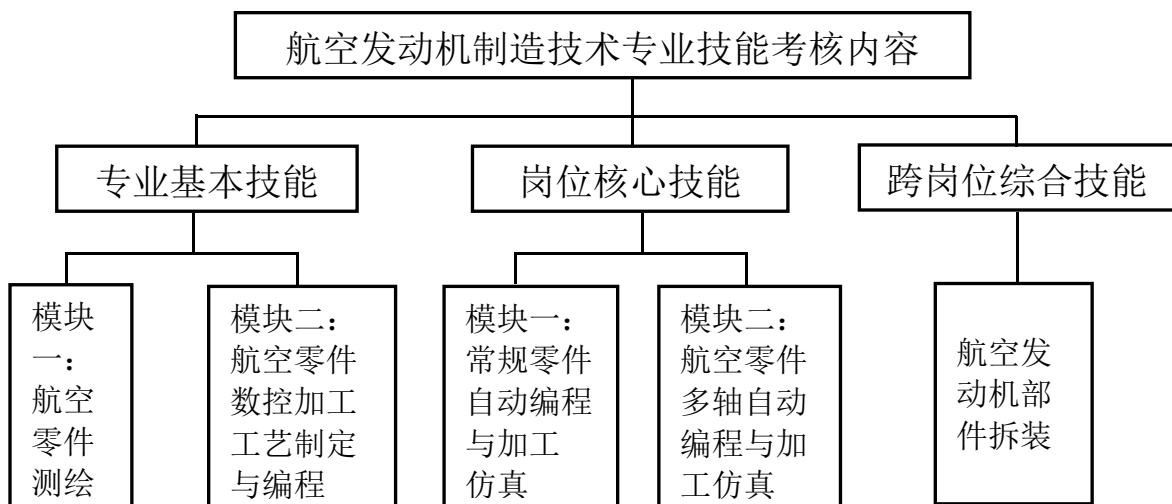 航空发动机制造技术专业技能考核内容
专业基本技能
岗位核心技能
跨岗位综合技能
模块
一：
航空
零件
测绘
模块二：
航空零件
数控加工
工艺制定
与编程
模块一：
常规零件
自动编程
与加工
仿真
模块二：
航空零件
多轴自动
编程与加
工仿真
航空发
动机部
件拆装